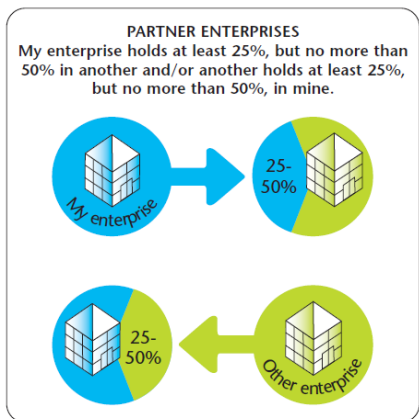 PARTNER ENTERPRISES
My enterprise holds at least 25%, but no more than
50% in another and/or another holds at least 25%,
but no more than 50%, in mine.
My enterprise
25-
50%
25-
50%
Other enterprise